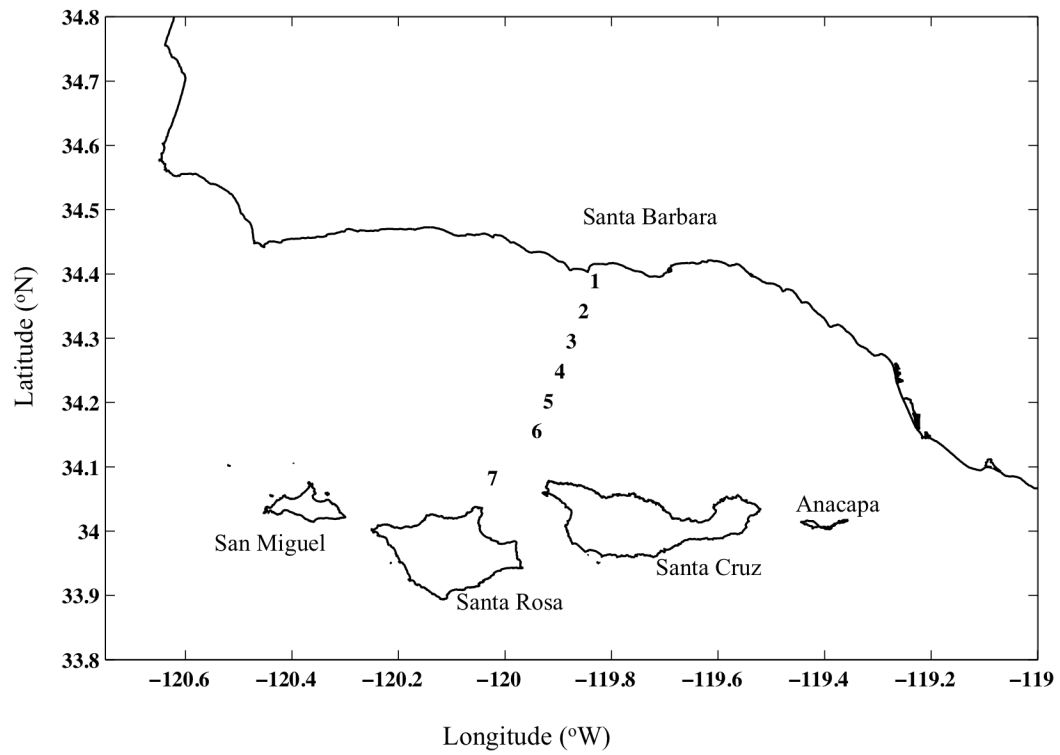 34.8
34.7
34.6
34.5
Santa Barbara
34.4
1
2
34.3
3
4
34.2
5
6
34.1
7
Anacapa
34
San Miguel
Santa Cruz
33.9
Santa Rosa
33.8
−120.6 −120.4 −120.2 −120 −119.8 −119.6 −119.4 −119.2 −119
Latitude (°N)
Longitude (°W)